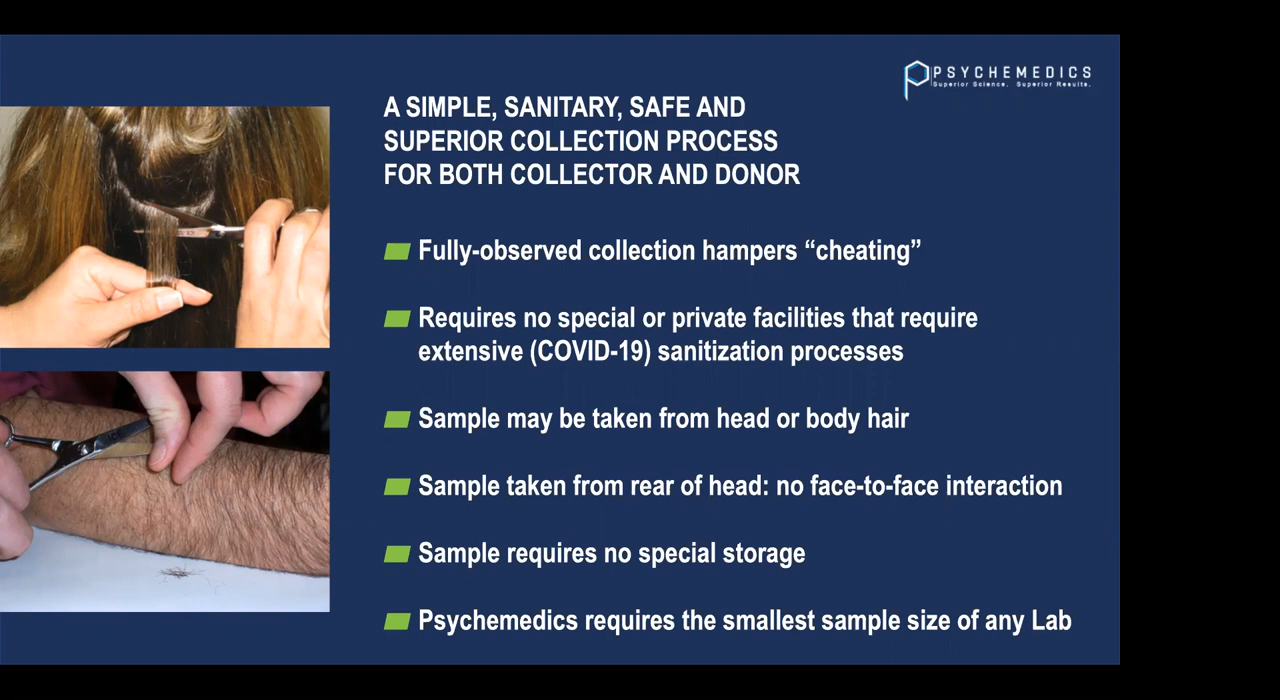 PSYCHEMEDICS
Superior Science. Superior Results.
A SIMPLE, SANITARY, SAFE AND
SUPERIOR COLLECTION PROCESS
FOR BOTH COLLECTOR AND DONOR
Fully-observed collection hampers “cheating”
Requires no special or private facilities that require
extensive (COVID-19) sanitization processes
Sample may be taken from head or body hair
Sample taken from rear of head: no face-to-face interaction
Sample requires no special storage
Psychemedics requires the smallest sample size of any Lab